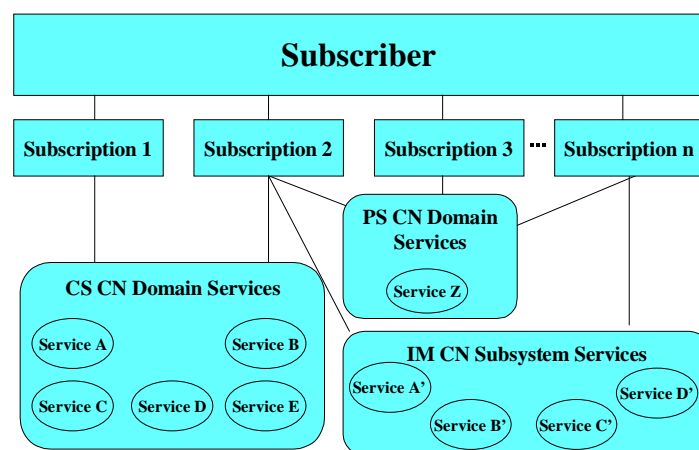 Subscriber
Subscription 1
Subscription 2
Subscription 3
...
Subscription n
PS CN Domain
Services
Service Z
CS CN Domain Services
Service A
Service B
Service C
Service D
Service E
IM CN Subsystem Services
Service A’
Service D’
Service B’
Service C’